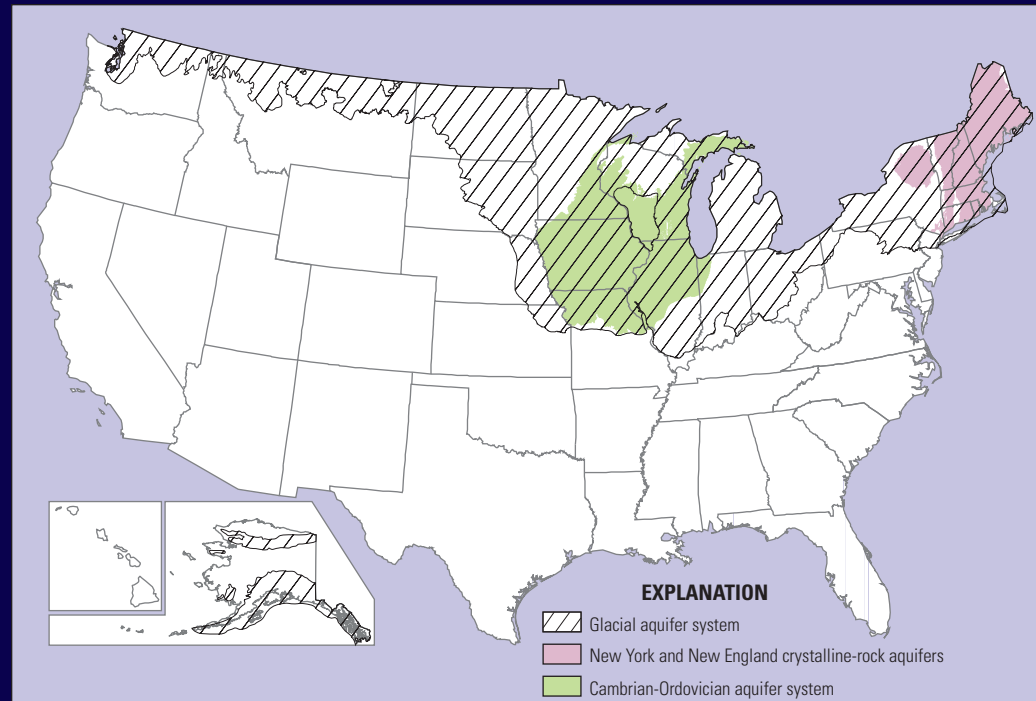 EXPLANATION
Glacial aquifer system
New York and New England crystalline-rock aquifers
Cambrian-Ordovician aquifer system